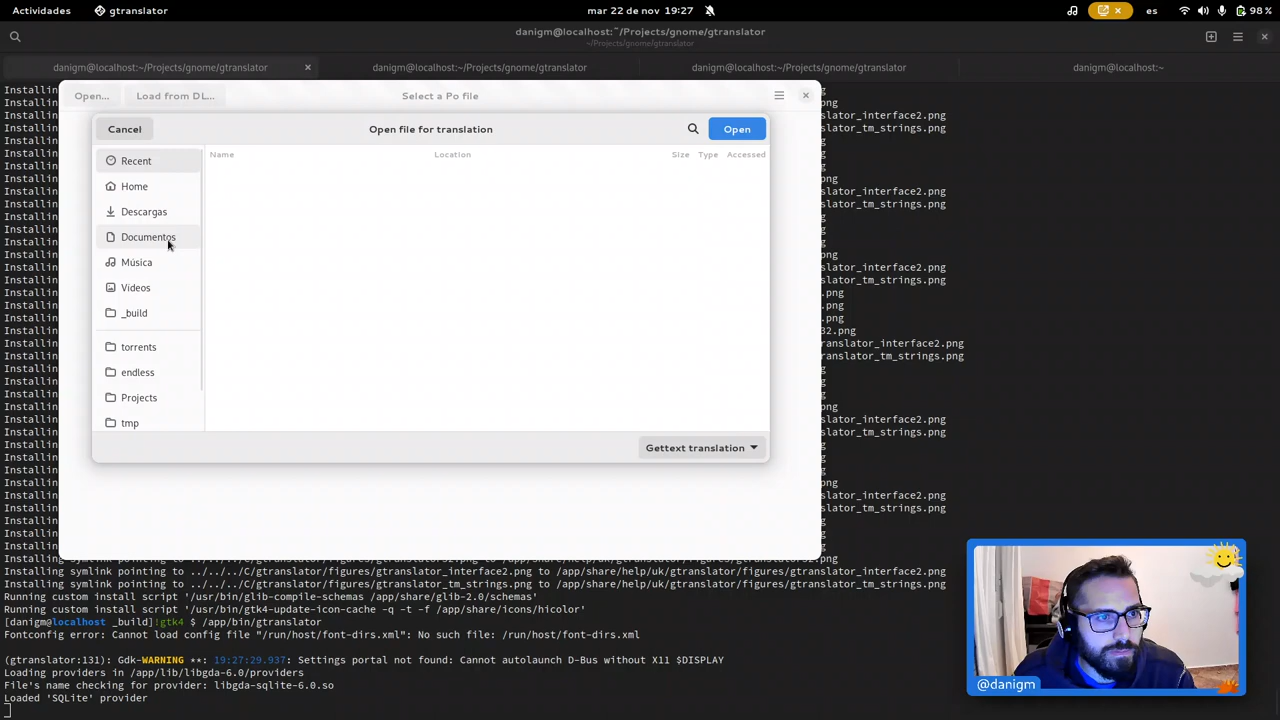 Actividades
gtranslator
mar 22 de nov 19:27
es
98 %
danigm@localhost:~/Projects/gnome/gtranslator
~/Projects/gnome/gtranslator
danigm@localhost:~/Projects/gnome/gtranslator
danigm@localhost:~/Projects/gnome/gtranslator
danigm@localhost:~/Projects/gnome/gtranslator
danigm@localhost:~
Open...
Load from DL...
Select a Po file
Cancel
Open file for translation
Open
Recent
Home
Descargas
Documentos
Música
Videos
_build
torrents
endless
Projects
tmp
Name
Location
Size
Type
Accessed
Gettext translation
Installing symlink pointing to ../../../C/gtranslator/figures/gtranslator_interface2.png to /app/share/help/uk/gtranslator/figures/gtranslator_interface2.png
Installing symlink pointing to ../../../C/gtranslator/figures/gtranslator_tm_strings.png to /app/share/help/uk/gtranslator/figures/gtranslator_tm_strings.png
Running custom install script '/usr/bin/glib-compile-schemas /app/share/glib-2.0/schemas'
Running custom install script '/usr/bin/gtk4-update-icon-cache -q -t -f /app/share/icons/hicolor'
[danigm@localhost _build]!gtk4 $ /app/bin/gtranslator
Fontconfig error: Cannot load config file "/run/host/font-dirs.xml": No such file: /run/host/font-dirs.xml
(gtranslator:131): Gdk-WARNING **: 19:27:29.937: Settings portal not found: Cannot autolaunch D-Bus without X11 $DISPLAY
Loading providers in /app/lib/libgda-6.0/providers
File's name checking for provider: libgda-sqlite-6.0.so
Loaded 'SQLite' provider
@danigm